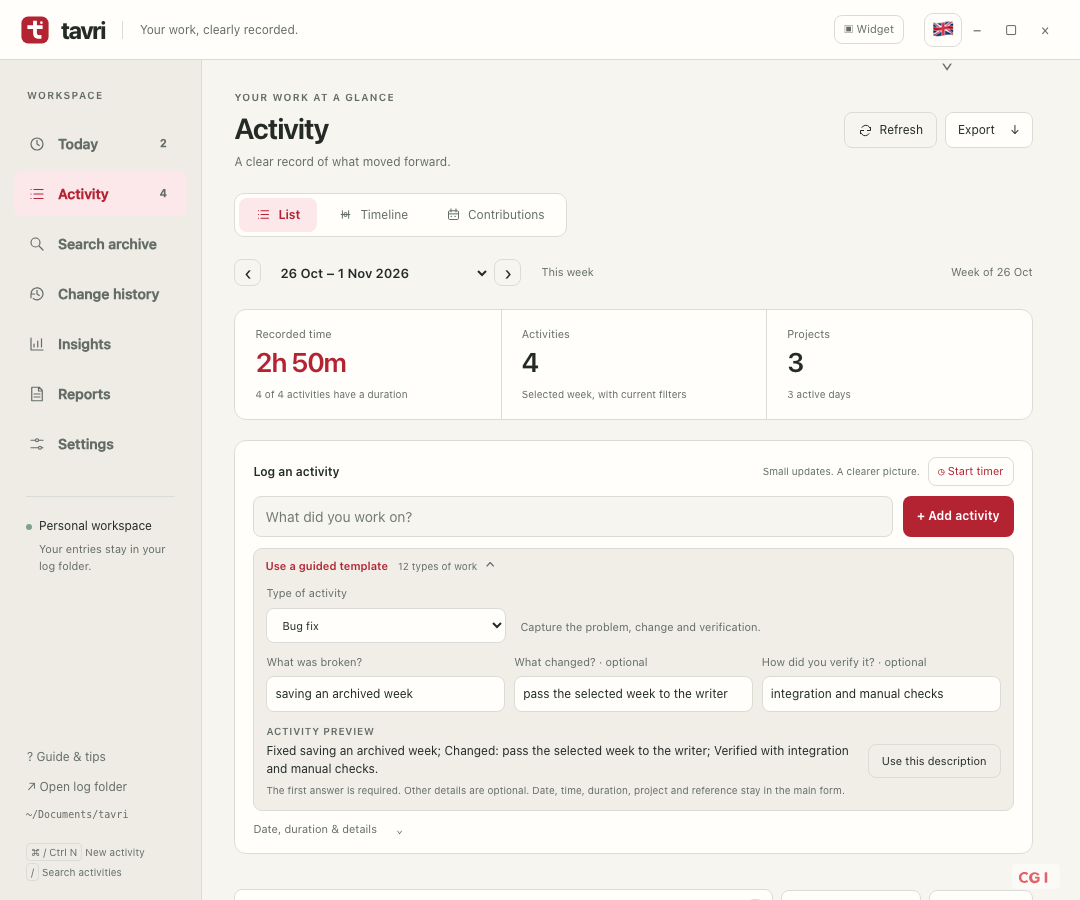 tavri
Your work, clearly recorded.
Widget
WORKSPACE
Today 2
Activity 4
Search archive
Change history
Insights
Reports
Settings
Personal workspace
Your entries stay in your
log folder.
? Guide & tips
↗ Open log folder
~/Documents/tavri
⌘ / Ctrl N New activity
/ Search activities
YOUR WORK AT A GLANCE
Activity
A clear record of what moved forward.
Refresh
Export ↓
List
Timeline
Contributions
‹ 26 Oct – 1 Nov 2026 ›
This week
Week of 26 Oct
Recorded time
2h 50m
4 of 4 activities have a duration
Activities
4
Selected week, with current filters
Projects
3
3 active days
Log an activity
Small updates. A clearer picture.
Start timer
What did you work on?
+ Add activity
Use a guided template 12 types of work
Type of activity
Bug fix
Capture the problem, change and verification.
What was broken?
saving an archived week
What changed? · optional
pass the selected week to the writer
How did you verify it? · optional
integration and manual checks
ACTIVITY PREVIEW
Fixed saving an archived week; Changed: pass the selected week to the writer; Verified with integration
and manual checks.
Use this description
The first answer is required. Other details are optional. Date, time, duration, project and reference stay in the main form.
Date, duration & details
CGI